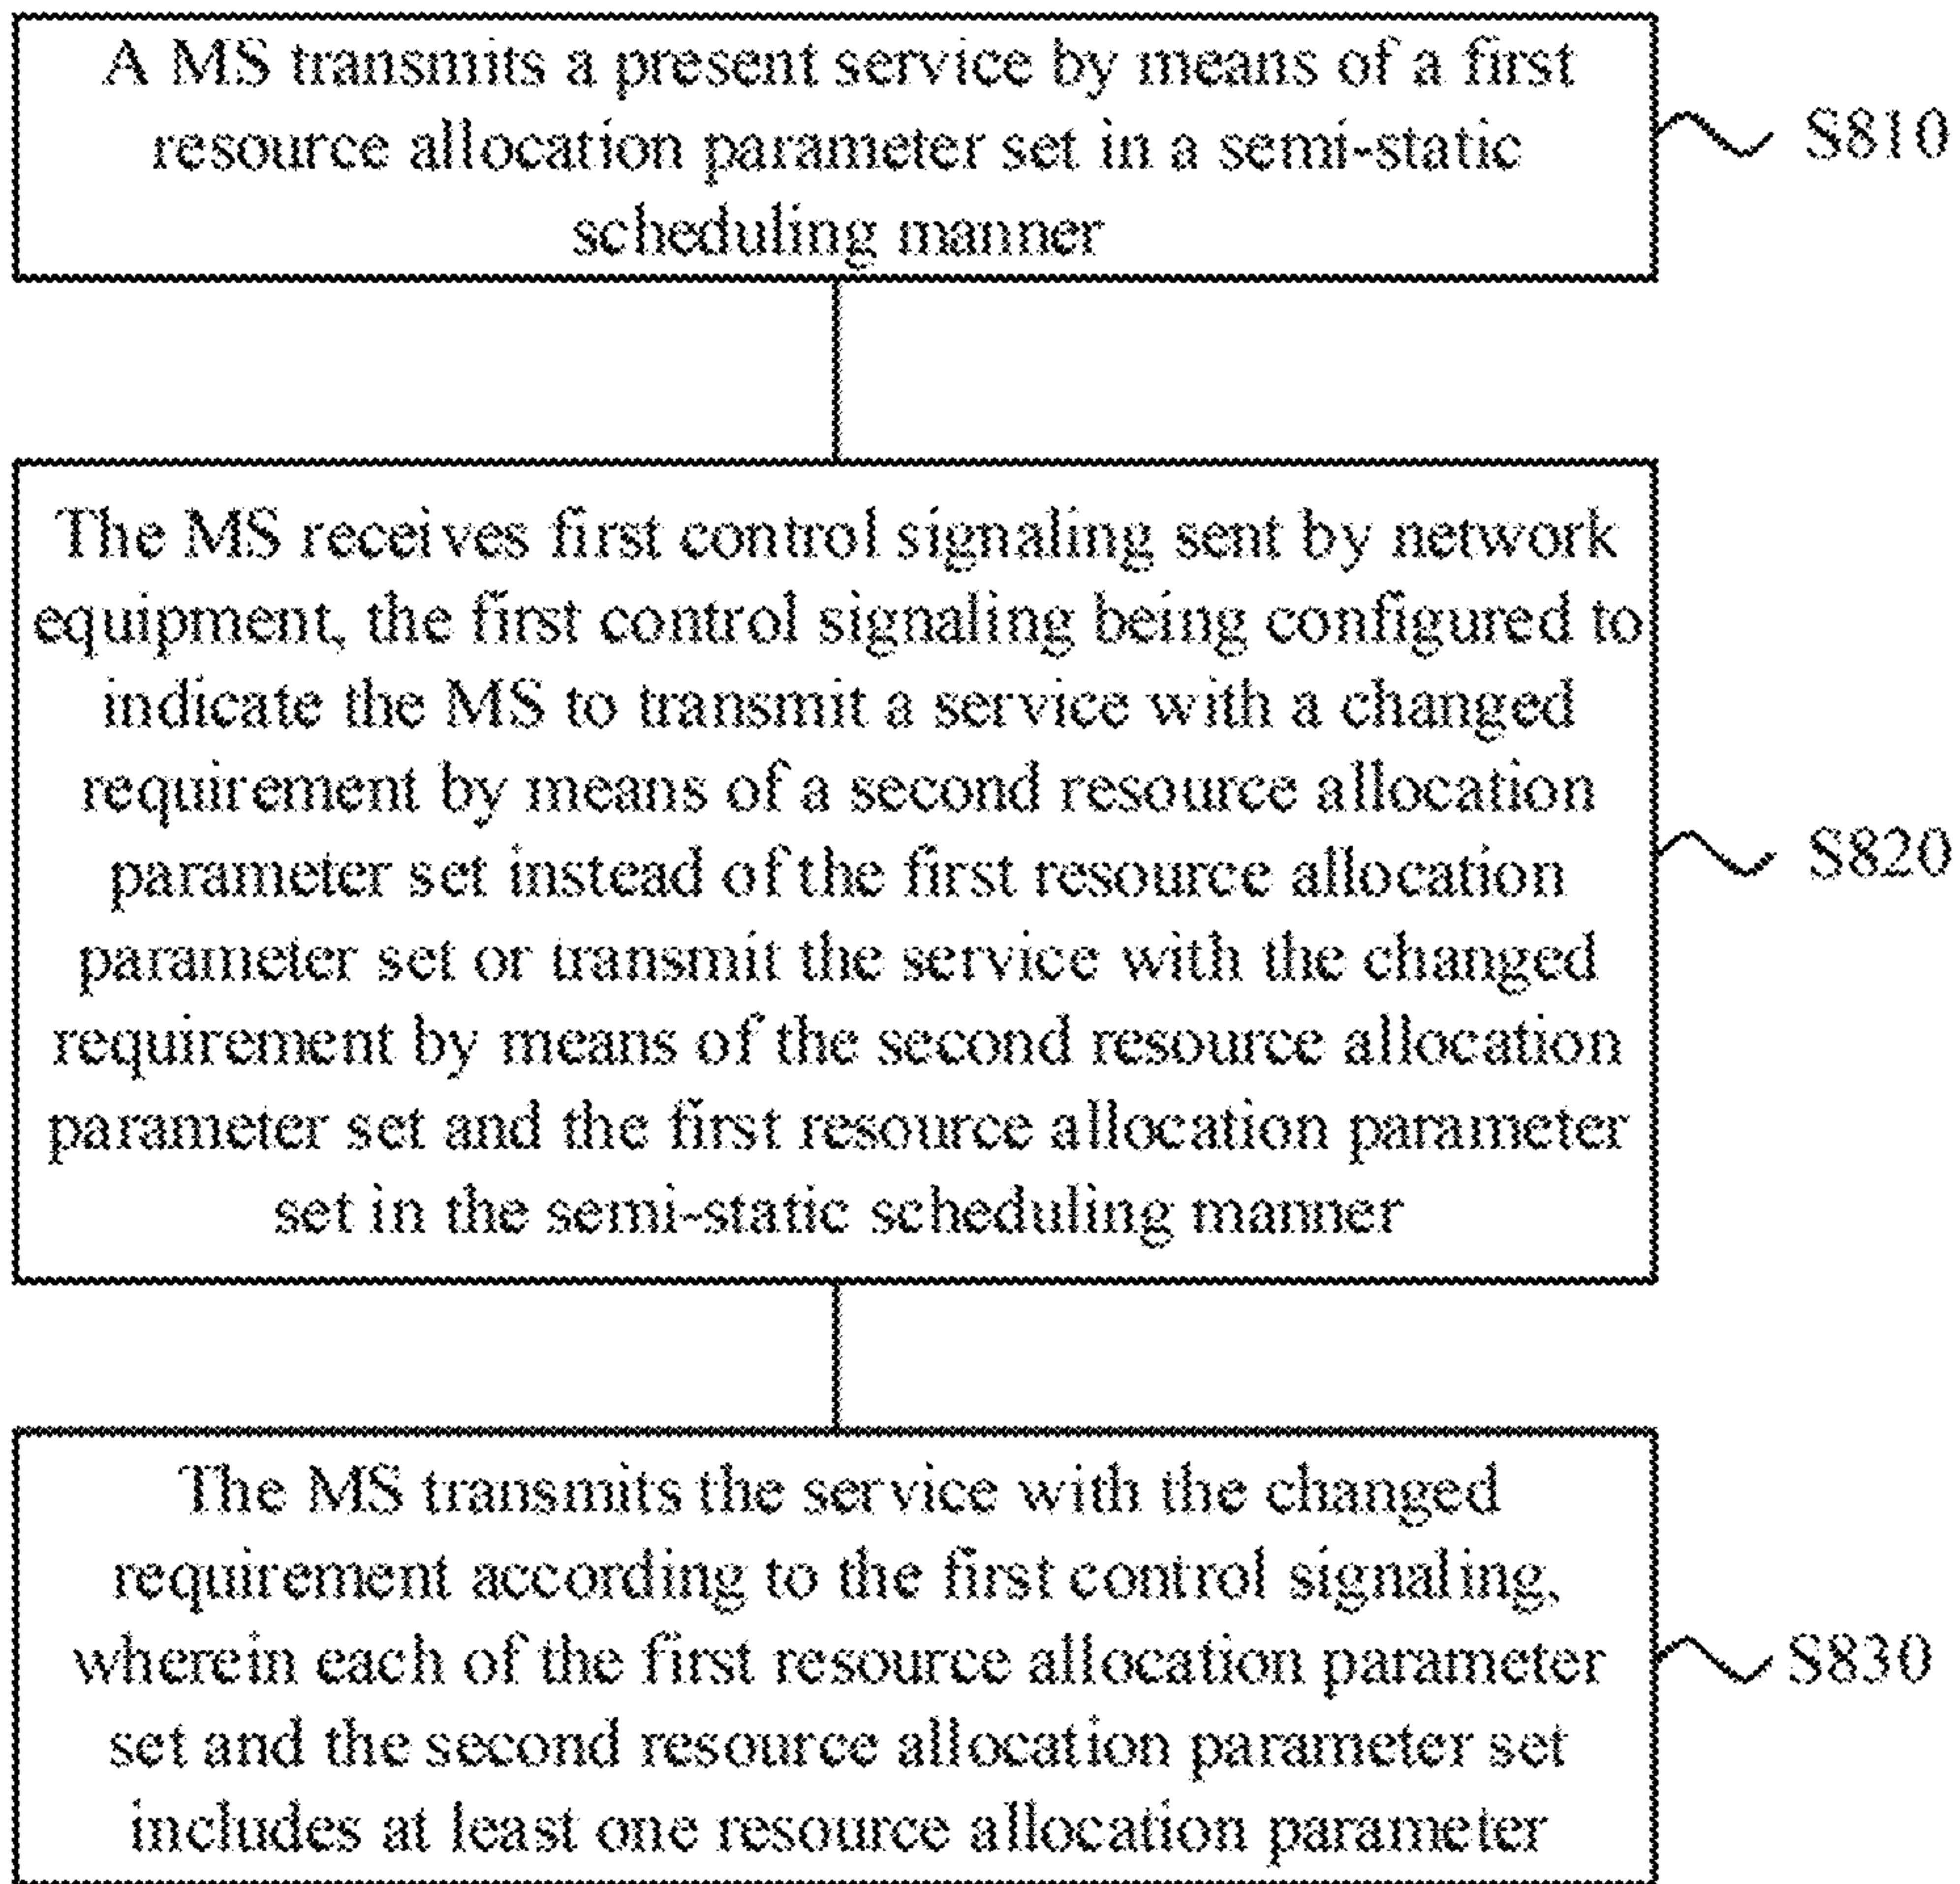 A MS transmits a present service by means of a first
resource allocation parameter set in a semi-static
scheduling manner
S810
The MS receives first control signaling sent by network
equipment, the first control signaling being configured to
indicate the MS to transmit a service with a changed
requirement by means of a second resource allocation
parameter set instead of the first resource allocation
parameter set or transmit the service with the changed
requirement by means of the second resource allocation
parameter set and the first resource allocation parameter
set in the semi-static scheduling manner
S820
The MS transmits the service with the changed
requirement according to the first control signaling,
wherein each of the first resource allocation parameter
set and the second resource allocation parameter set
includes at least one resource allocation parameter
S830